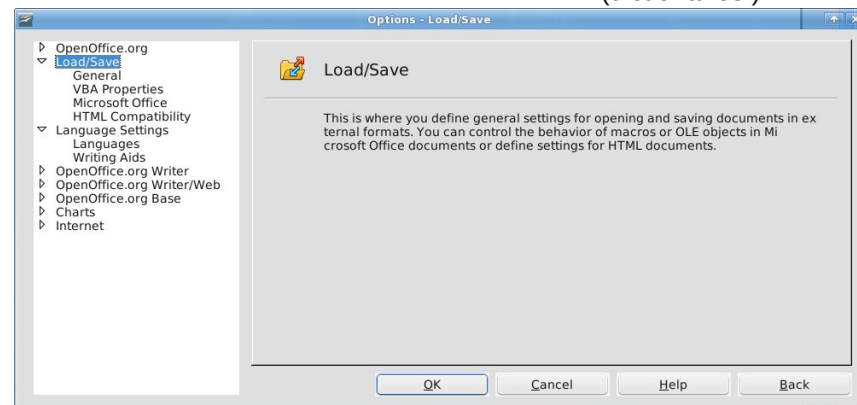 Options - Load/Save
OpenOffice.org
Load/Save
General
VBA Properties
Microsoft Office
HTML Compatibility
Language Settings
Languages
Writing Aids
OpenOffice.org Writer
OpenOffice.org Writer/Web
OpenOffice.org Base
Charts
Internet
Load/Save
This is where you define general settings for opening and saving documents in ex
ternal formats. You can control the behavior of macros or OLE objects in Mi
crosoft Office documents or define settings for HTML documents.
OK
Cancel
Help
Back